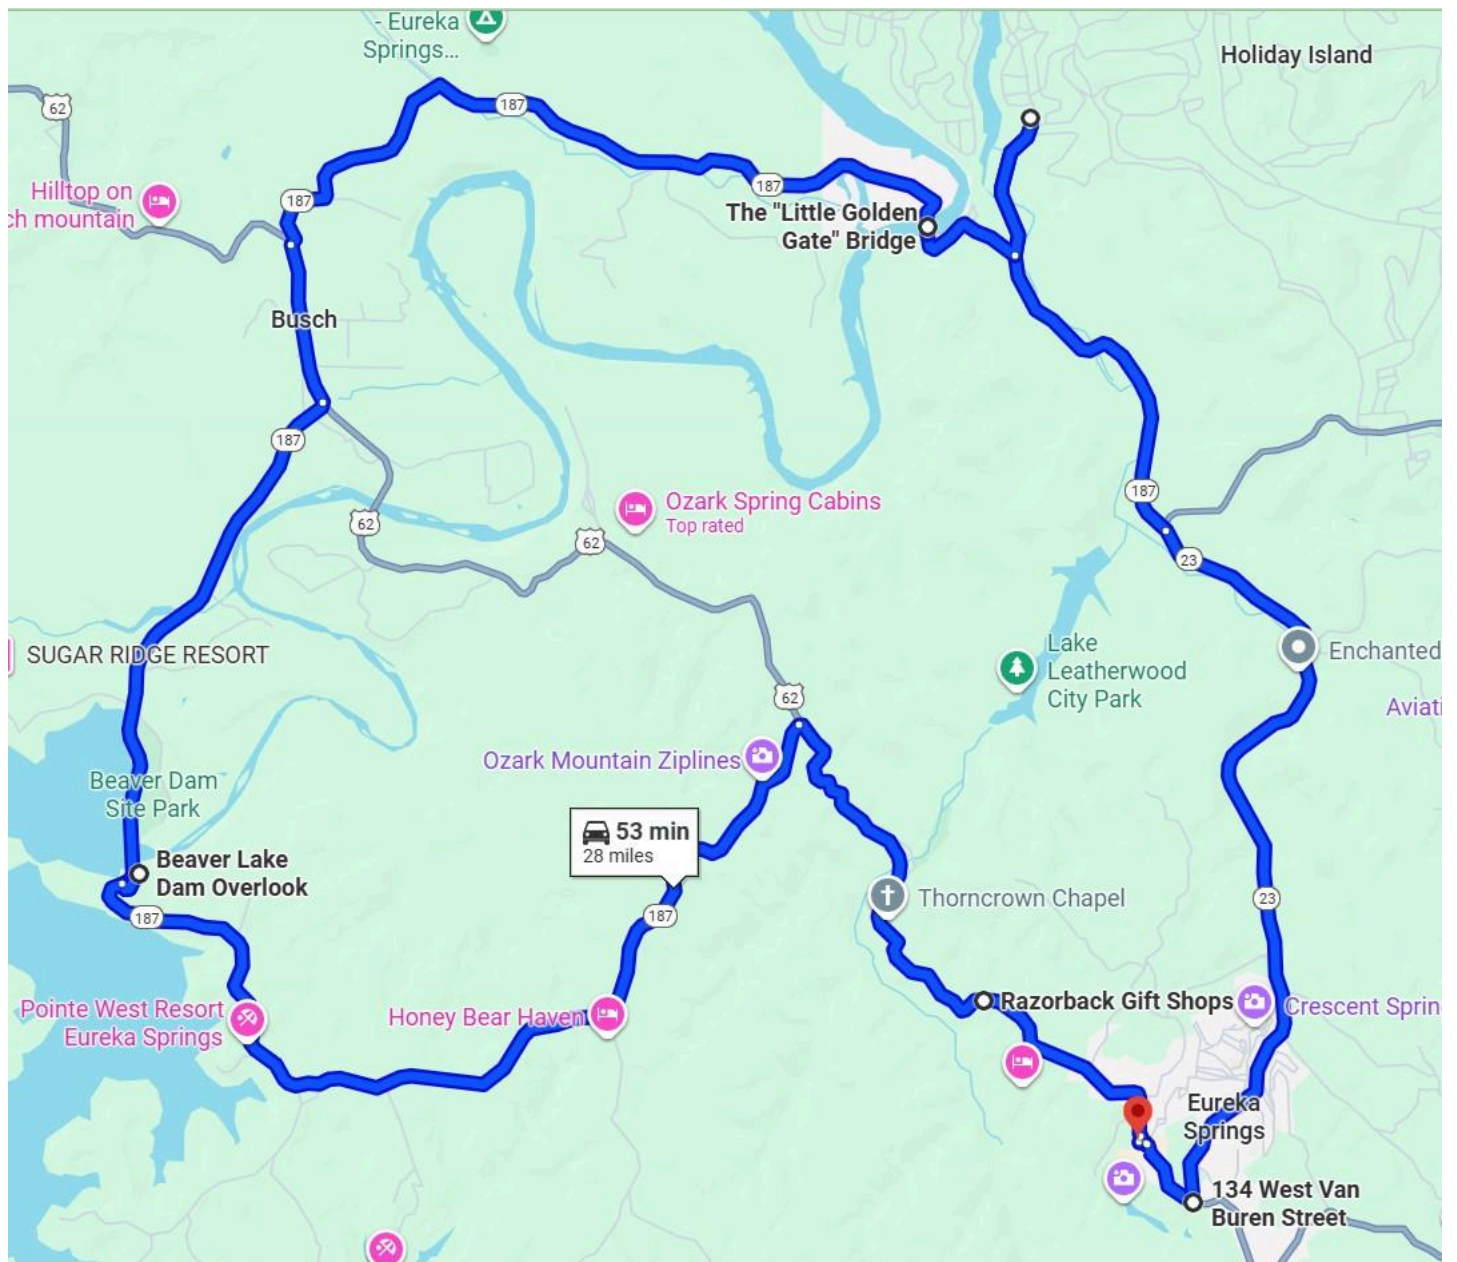 - Eureka
Springs...
Holiday Island
62
187
Hilltop on
ch mountain
187
187
The "Little Golden
Gate" Bridge
Busch
187
62
62
Ozark Spring Cabins
Top rated
187
23
SUGAR RIDGE RESORT
Lake
Leatherwood
City Park
Enchanted
62
Aviati
Ozark Mountain Ziplines
Beaver Dam
Site Park
53 min
28 miles
Beaver Lake
Dam Overlook
187
187
Thorncrown Chapel
23
Pointe West Resort
Eureka Springs
Honey Bear Haven
Razorback Gift Shops
Crescent Sprin
Eureka
Springs
134 West Van
Buren Street